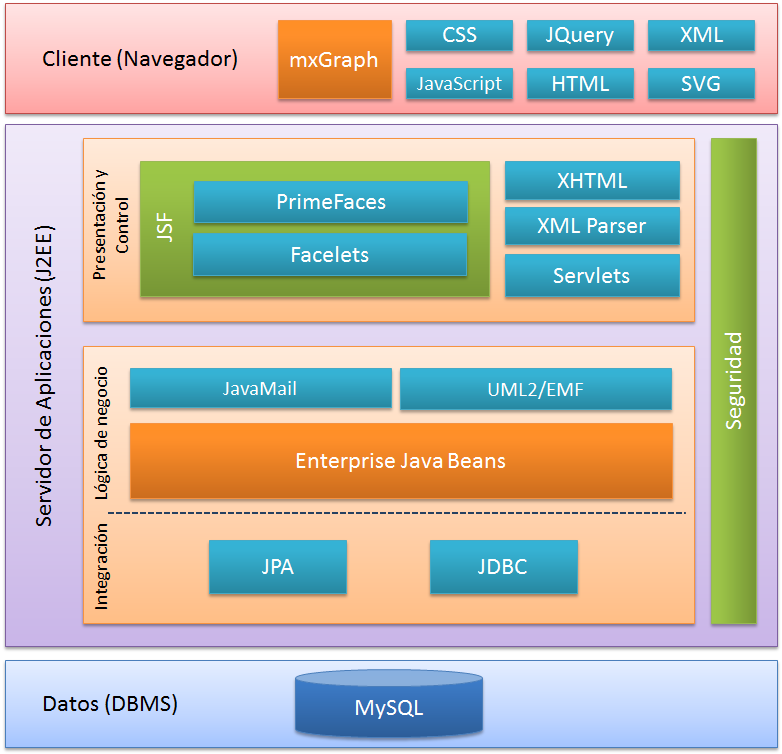 Cliente (Navegador)
mxGraph
CSS
JQuery
XML
JavaScript
HTML
SVG
Servidor de Aplicaciones (J2EE)
Presentación y
Control
JSF
PrimeFaces
Facelets
XHTML
XML Parser
Servlets
Lógica de negocio
JavaMail
UML2/EMF
Enterprise Java Beans
Integración
JPA
JDBC
Seguridad
Datos (DBMS)
MySQL